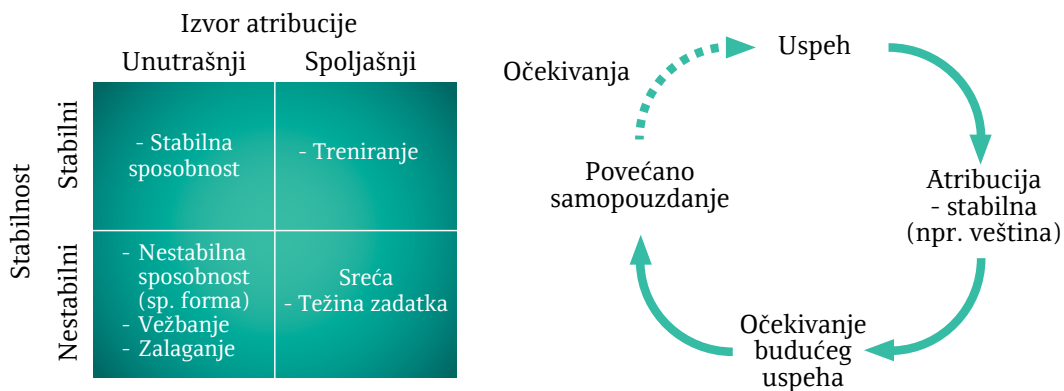 Izvor atribucije
Unutrašnji
Spoljašnji
Stabilnost
Stabilni
- Stabilna
sposobnost
- Treniranje
Nestabilni
- Nestabilna
sposobnost
(sp. forma)
- Vežbanje
- Zalaganje
Sreća
- Težina zadatka
Uspeh
Očekivanja
Atribucija
- stabilna
(npr. veština)
Očekivanje
budućeg
uspeha
Povećano
samopouzdanje